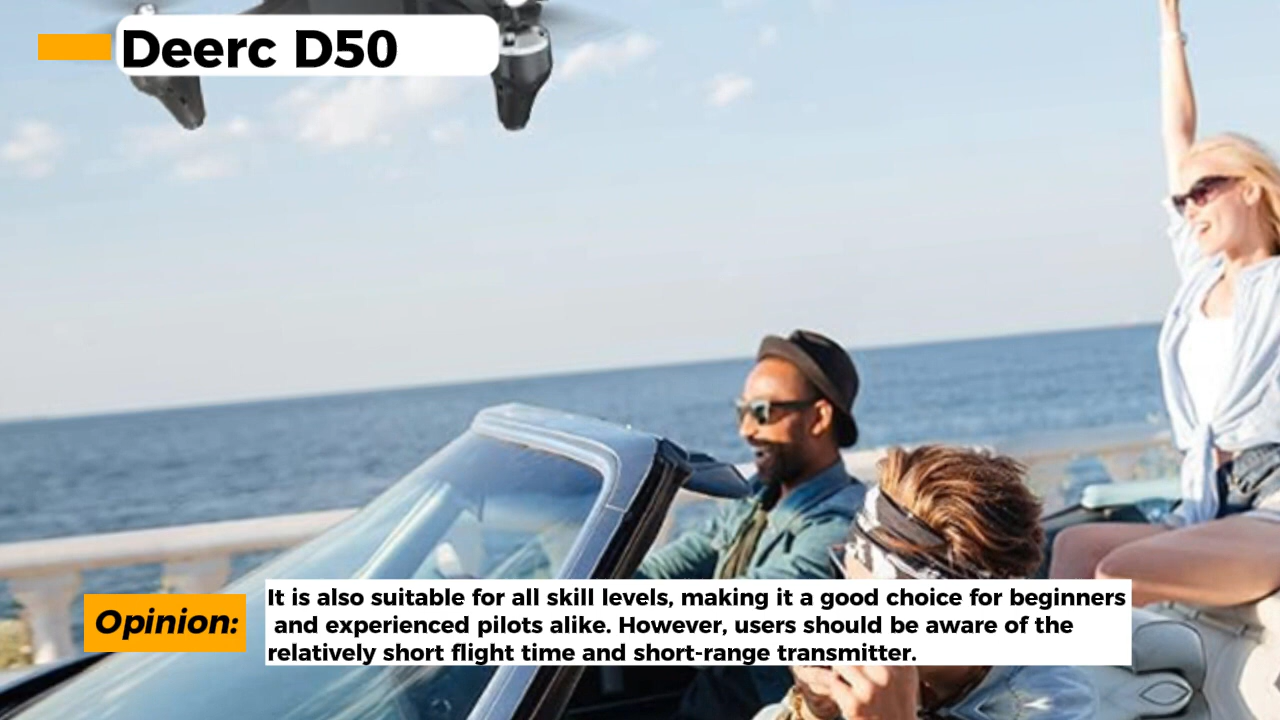 Deerc D50
Opinion:
It is also suitable for all skill levels, making it a good choice for beginners
and experienced pilots alike. However, users should be aware of the
relatively short flight time and short-range transmitter.